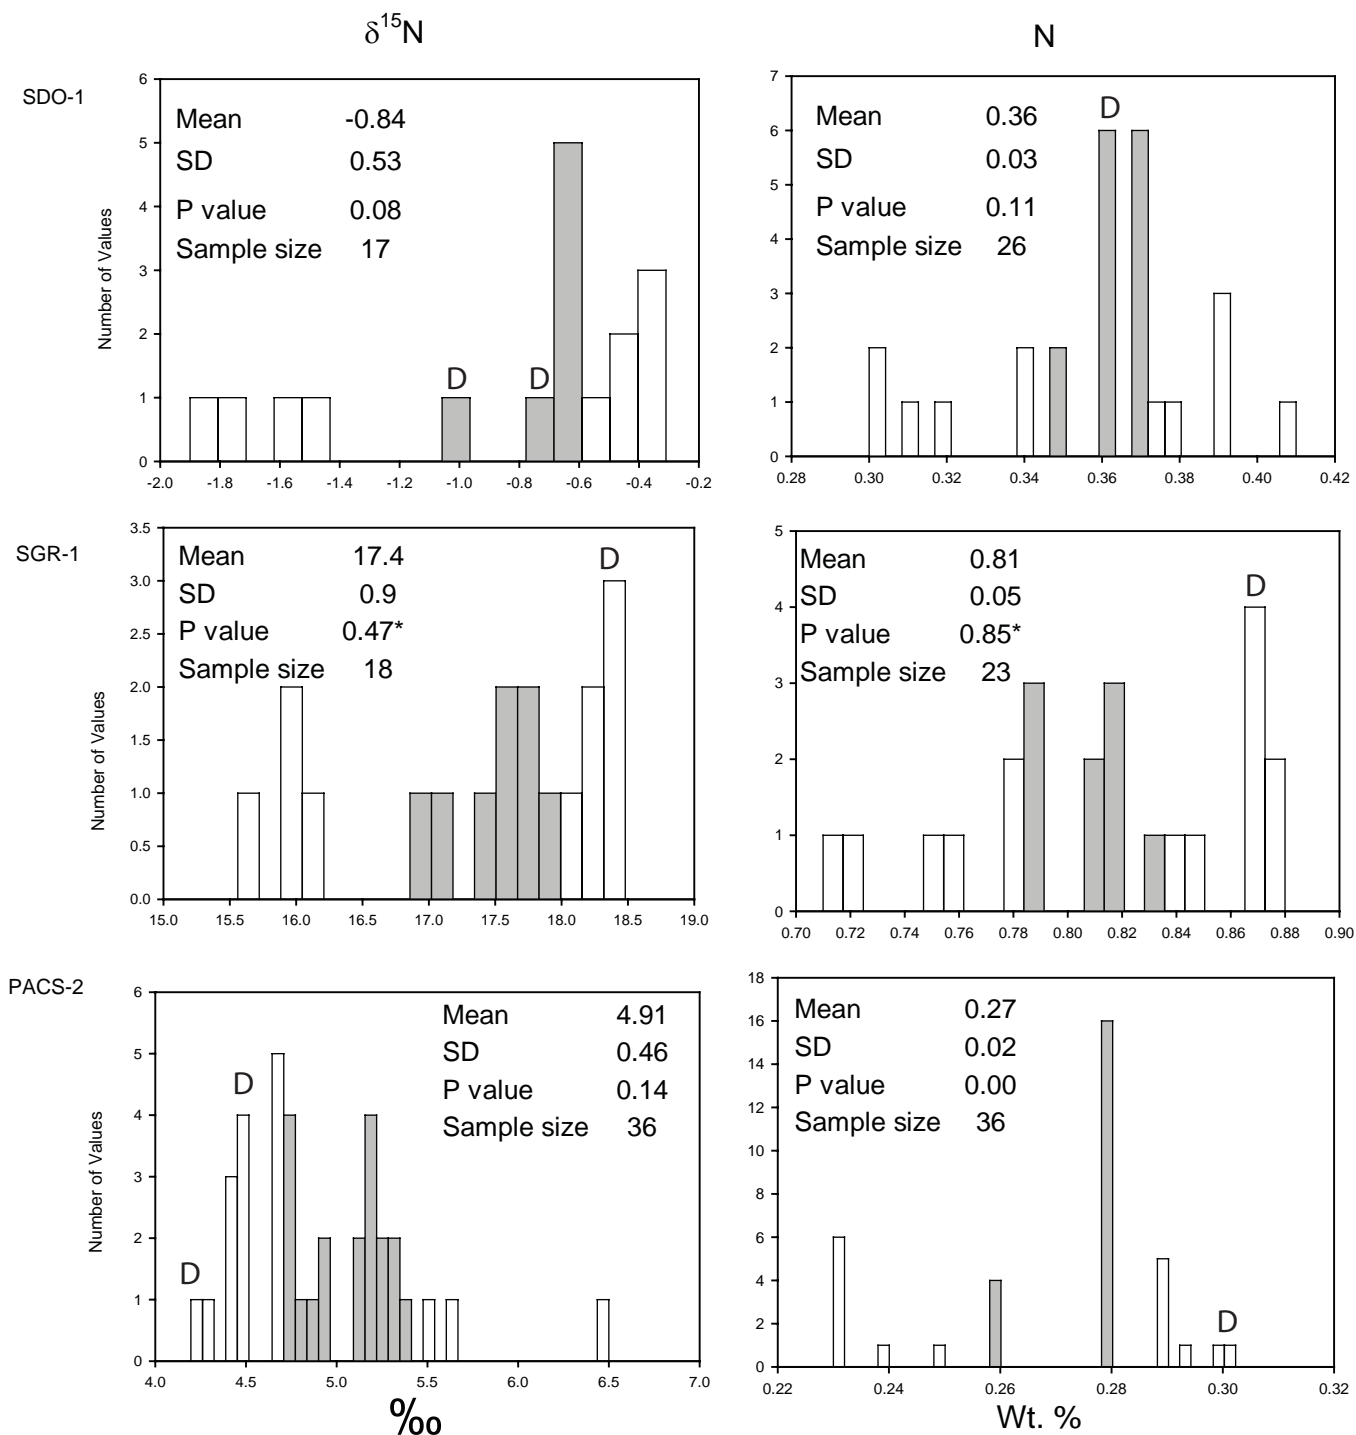 δ15N
N
SDO-1
Number of Values
6
5
4
3
2
1
0
Mean -0.84
SD 0.53
P value 0.08
Sample size 17
D D
-2.0 -1.8 -1.6 -1.4 -1.2 -1.0 -0.8 -0.6 -0.4 -0.2
7
6
5
4
3
2
1
0
Mean 0.36
SD 0.03
P value 0.11
Sample size 26
D
0.28 0.30 0.32 0.34 0.36 0.38 0.40 0.42
SGR-1
Number of Values
3.5
3.0
2.5
2.0
1.5
1.0
0.5
0.0
Mean 17.4
SD 0.9
P value 0.47*
Sample size 18
D
15.0 15.5 16.0 16.5 17.0 17.5 18.0 18.5 19.0
5
4
3
2
1
0
Mean 0.81
SD 0.05
P value 0.85*
Sample size 23
D
0.70 0.72 0.74 0.76 0.78 0.80 0.82 0.84 0.86 0.88 0.90
PACS-2
Number of Values
6
5
4
3
2
1
0
Mean 4.91
SD 0.46
P value 0.14
Sample size 36
D
D
4.0 4.5 5.0 5.5 6.0 6.5 7.0
‰
18
16
14
12
10
8
6
4
2
0
Mean 0.27
SD 0.02
P value 0.00
Sample size 36
D
0.22 0.24 0.26 0.28 0.30 0.32
Wt. %